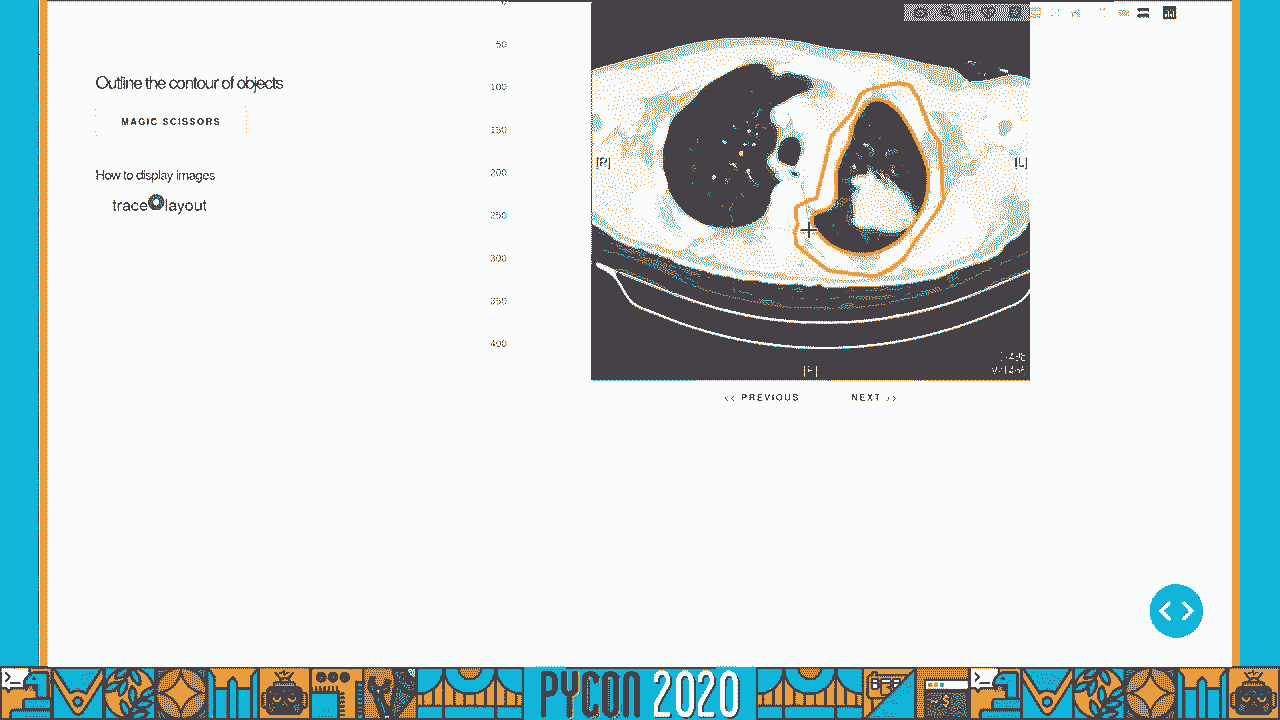 Outline the contour of objects
MAGIC SCISSORS
How to display images
trace layout
0
50
100
150
200
250
300
350
400
[R]
[L]
<< PREVIOUS
NEXT >>
PYCON 2020